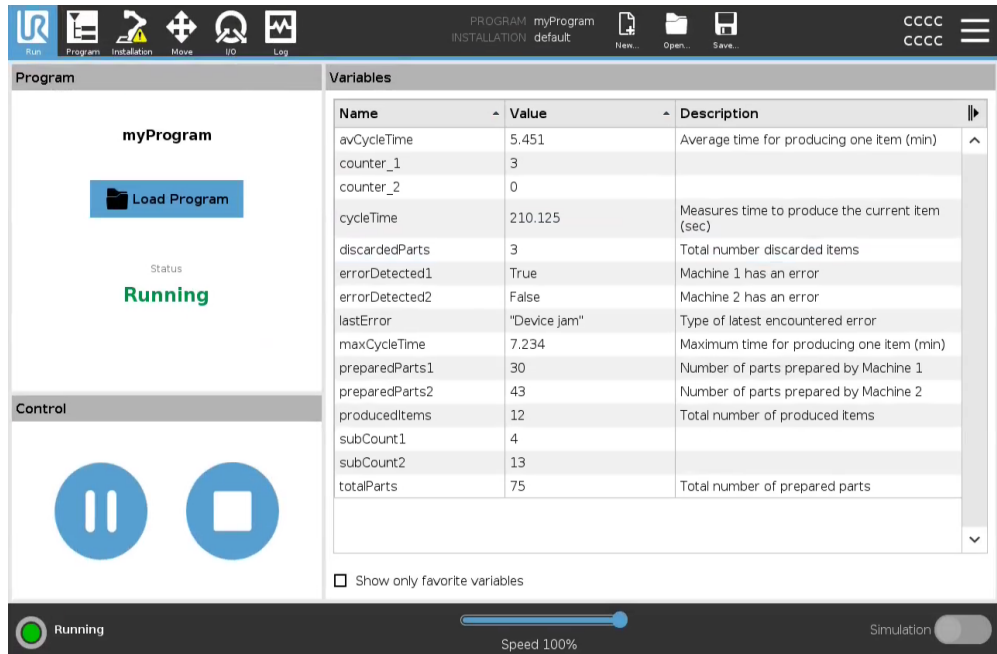 UR
PROGRAM myProgram
INSTALLATION default
CCCC
CCCC
Run Program Installation Move I/O Log New... Open... Save...
Program
myProgram
Load Program
Status
Running
Control
Variables
Name Value Description
avCycleTime 5.451 Average time for producing one item (min)
counter_1 3
counter_2 0
cycleTime 210.125 Measures time to produce the current item
(sec)
discardedParts 3 Total number discarded items
errorDetected1 True Machine 1 has an error
errorDetected2 False Machine 2 has an error
lastError "Device jam" Type of latest encountered error
maxCycleTime 7.234 Maximum time for producing one item (min)
preparedParts1 30 Number of parts prepared by Machine 1
preparedParts2 43 Number of parts prepared by Machine 2
producedItems 12 Total number of produced items
subCount1 4
subCount2 13
totalParts 75 Total number of prepared parts
Show only favorite variables
Running
Speed 100%
Simulation